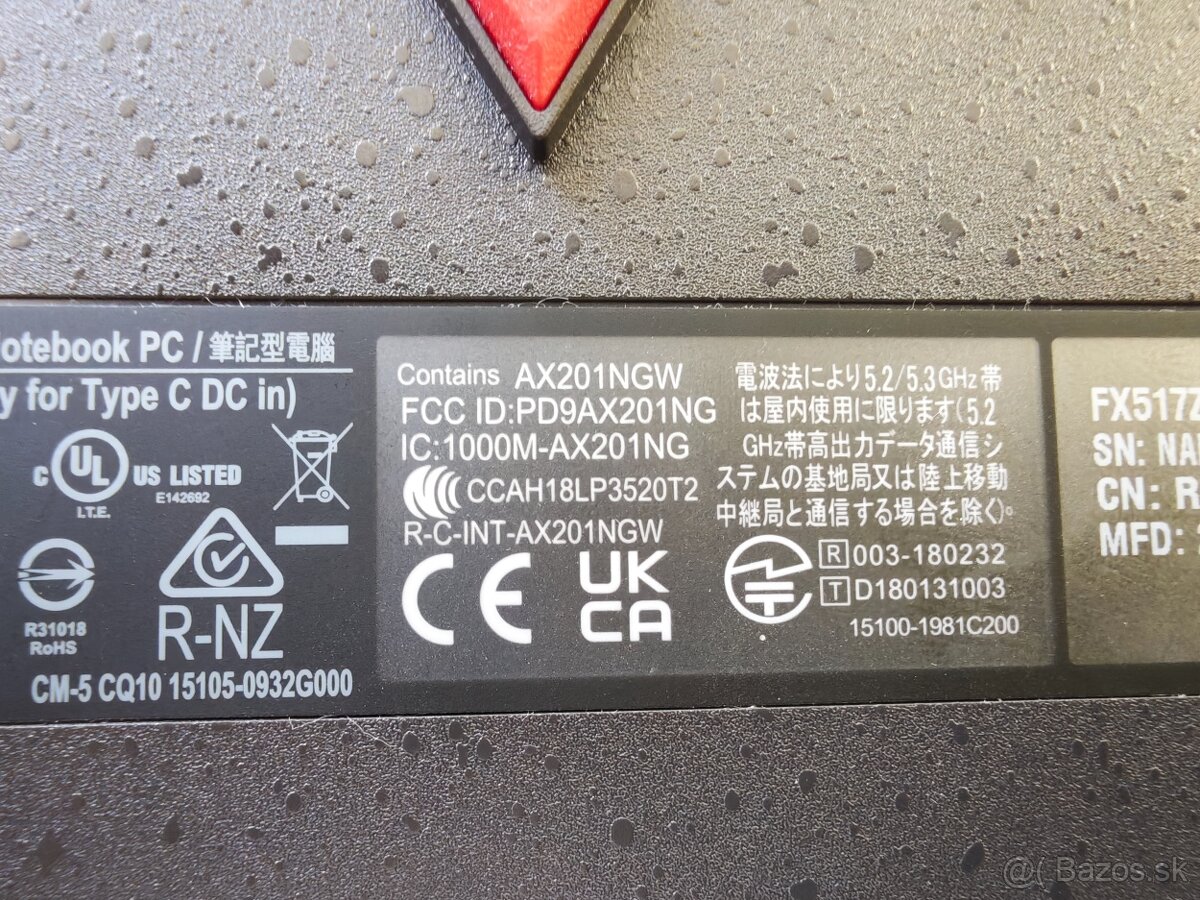 Notebook PC / 筆記型電腦
y for Type C DC in)
c UL US LISTED
E142692
I.T.E.
R31018
RoHS
R-NZ
CM-5 CQ10 15105-0932G000
Contains AX201NGW
FCC ID:PD9AX201NG
IC:1000M-AX201NG
CCAH18LP3520T2
R-C-INT-AX201NGW
CE UK
CA
電波法により5.2/5.3GHz帯
は屋内使用に限ります(5.2
GHz帯高出力データ通信シ
ステムの基地局又は陸上移動
中継局と通信する場合を除く)。
R 003-180232
T D180131003
15100-1981C200
FX517Z
SN: NA
CN: R
MFD:
@( Bazos.sk